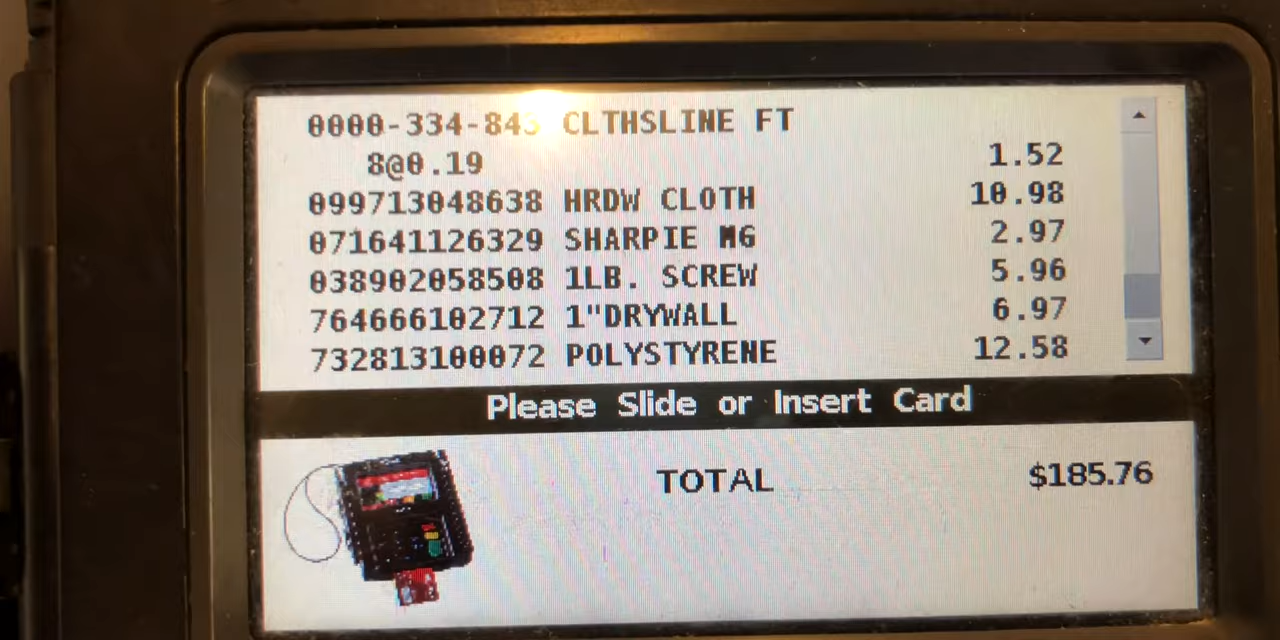 0000-334-843 CLTHSLINE FT
8@0.19 1.52
099713048638 HRDW CLOTH 10.98
071641126329 SHARPIE M6 2.97
038902058508 1LB. SCREW 5.96
764666102712 1"DRYWALL 6.97
732813100072 POLYSTYRENE 12.58
Please Slide or Insert Card
TOTAL $185.76